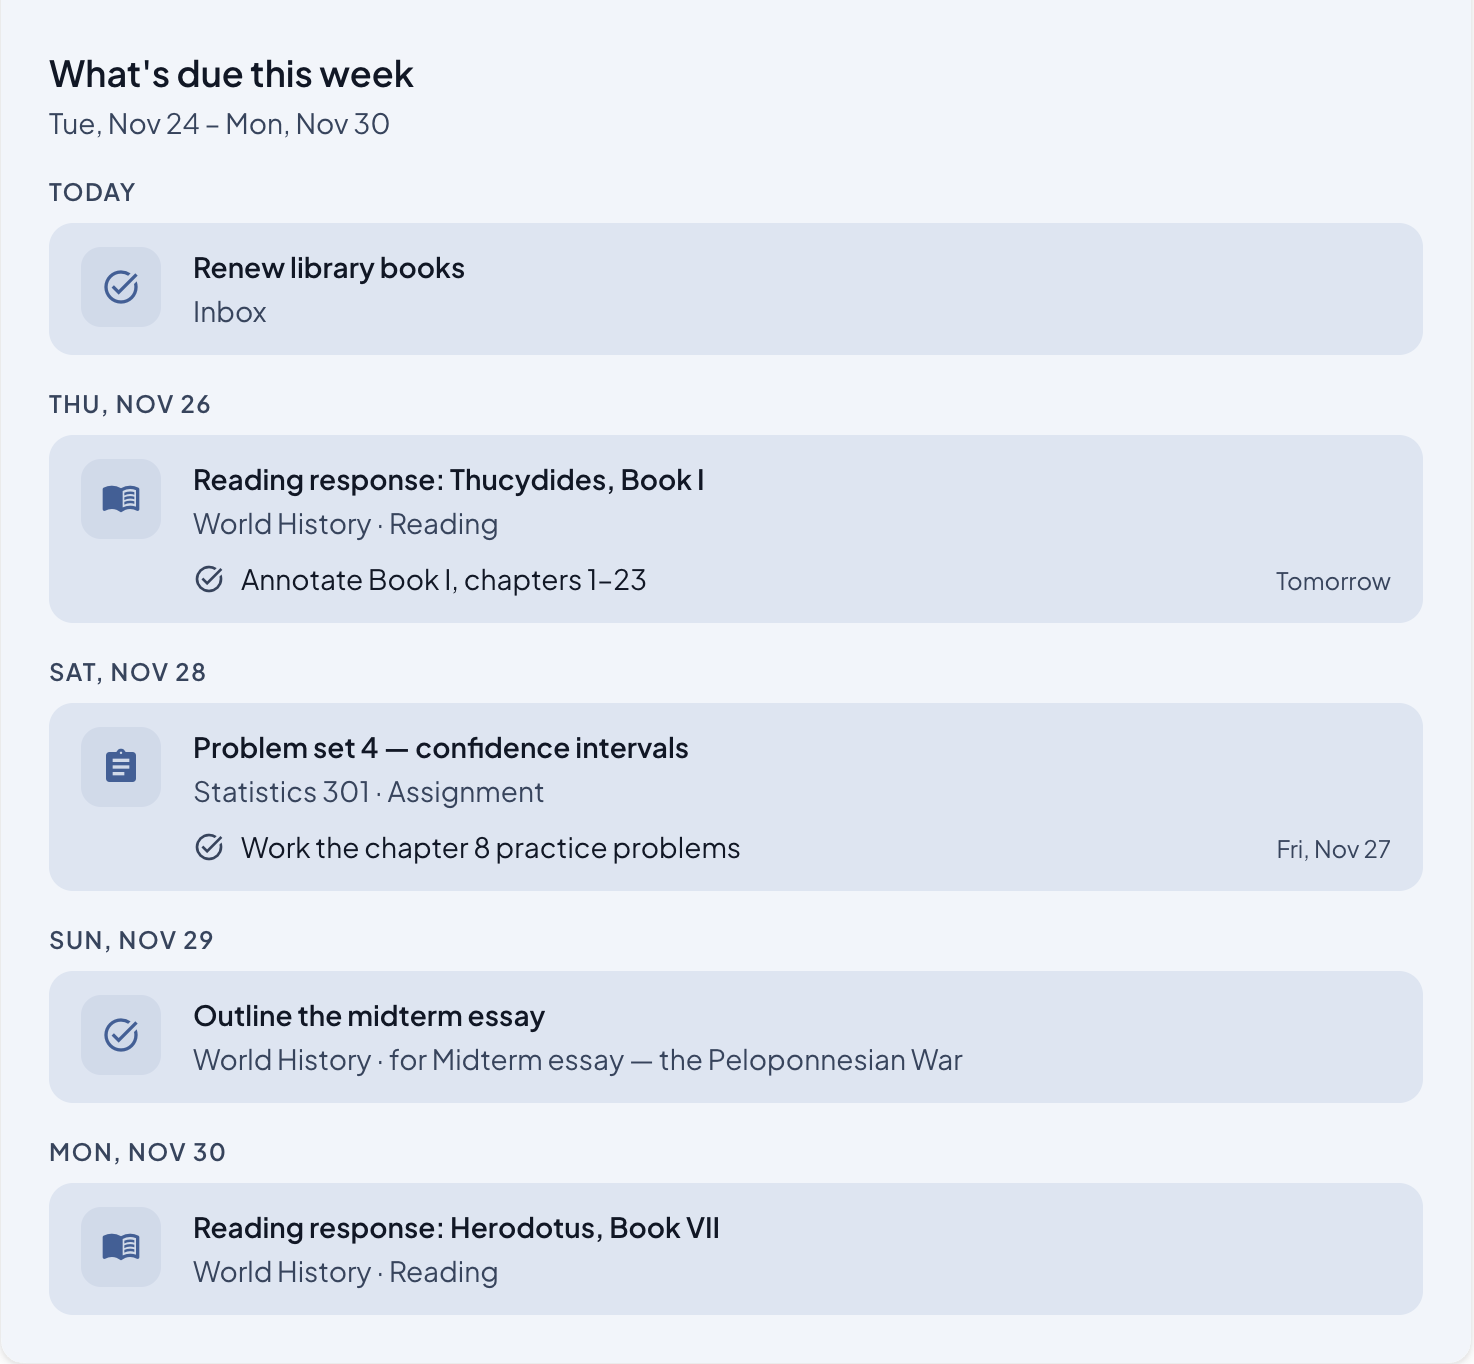 What's due this week
Tue, Nov 24 – Mon, Nov 30
TODAY
Renew library books
Inbox
THU, NOV 26
Reading response: Thucydides, Book I
World History · Reading
Annotate Book I, chapters 1–23
Tomorrow
SAT, NOV 28
Problem set 4 — confidence intervals
Statistics 301 · Assignment
Work the chapter 8 practice problems
Fri, Nov 27
SUN, NOV 29
Outline the midterm essay
World History · for Midterm essay — the Peloponnesian War
MON, NOV 30
Reading response: Herodotus, Book VII
World History · Reading